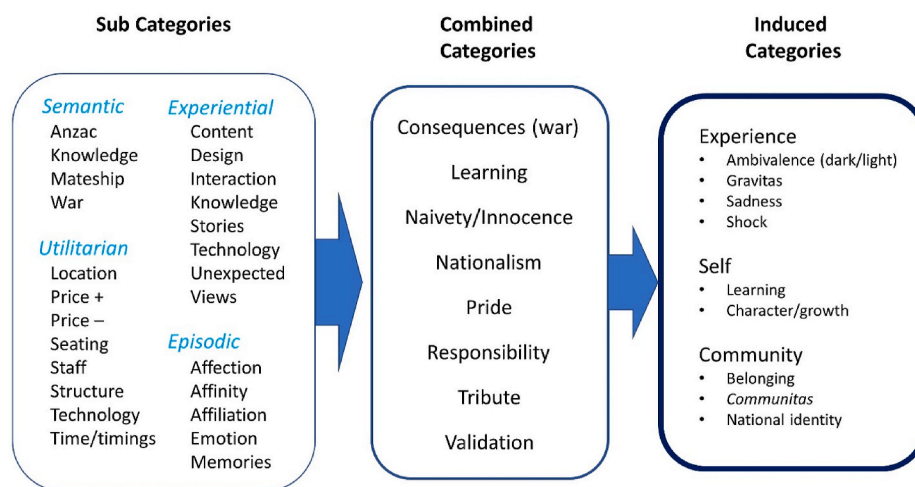 Sub Categories
Semantic
Anzac
Knowledge
Mateship
War
Utilitarian
Location
Price +
Price –
Seating
Staff
Structure
Technology
Time/timings
Experiential
Content
Design
Interaction
Knowledge
Stories
Technology
Unexpected
Views
Episodic
Affection
Affinity
Affiliation
Emotion
Memories
Combined
Categories
Consequences (war)
Learning
Naivety/Innocence
Nationalism
Pride
Responsibility
Tribute
Validation
Induced
Categories
Experience
• Ambivalence (dark/light)
• Gravitas
• Sadness
• Shock
Self
• Learning
• Character/growth
Community
• Belonging
• Communitas
• National identity